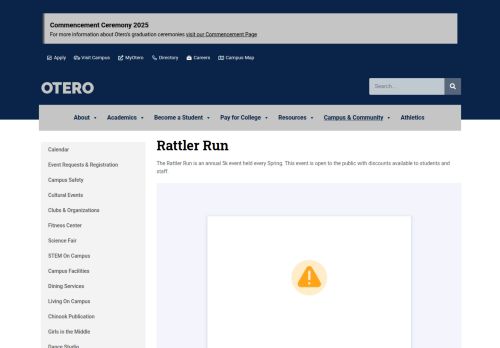 Commencement Ceremony 2025
For more information about Otero's graduation ceremonies visit our Commencement Page
Apply Visit Campus MyOtero Directory Careers Campus Map
OTERO
Search...
About Academics Become a Student Pay for College Resources Campus & Community Athletics
Calendar
Event Requests & Registration
Campus Safety
Cultural Events
Clubs & Organizations
Fitness Center
Science Fair
STEM On Campus
Campus Facilities
Dining Services
Living On Campus
Chinook Publication
Girls in the Middle
Dance Studio
Rattler Run
The Rattler Run is an annual 5k event held every Spring. This event is open to the public with discounts available to students and
staff